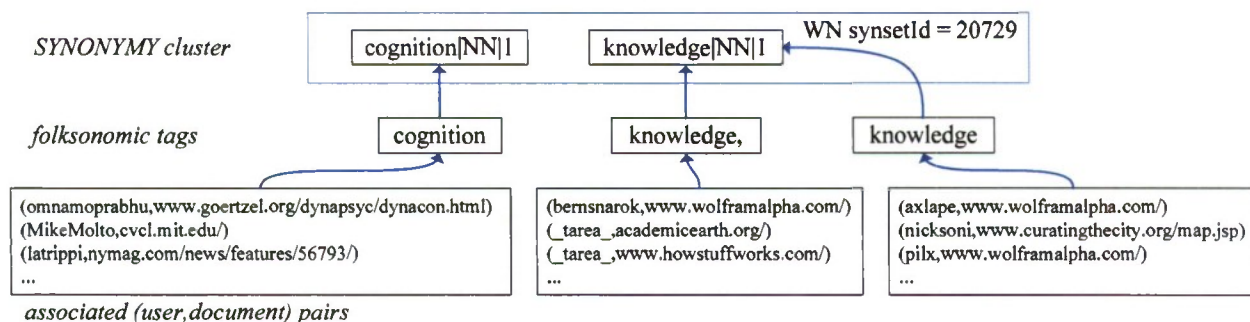 SYNONYMY cluster
cognition|NN|1
knowledge|NN|1
WN synsetId = 20729
folksonomic tags
cognition
knowledge,
knowledge
(omnamoprabhu,www.goertzel.org/dynapsyc/dynacon.html)
(MikeMolto,cvcl.mit.edu/)
(latrippi,nymag.com/news/features/56793/)
...
(bernsnarok,www.wolframalpha.com/)
(_tarea_,academicearth.org/)
(_tarea_,www.howstuffworks.com/)
...
(axlape,www.wolframalpha.com/)
(nicksoni,www.curatingthecity.org/map.jsp)
(pilx,www.wolframalpha.com/)
...
associated (user,document) pairs